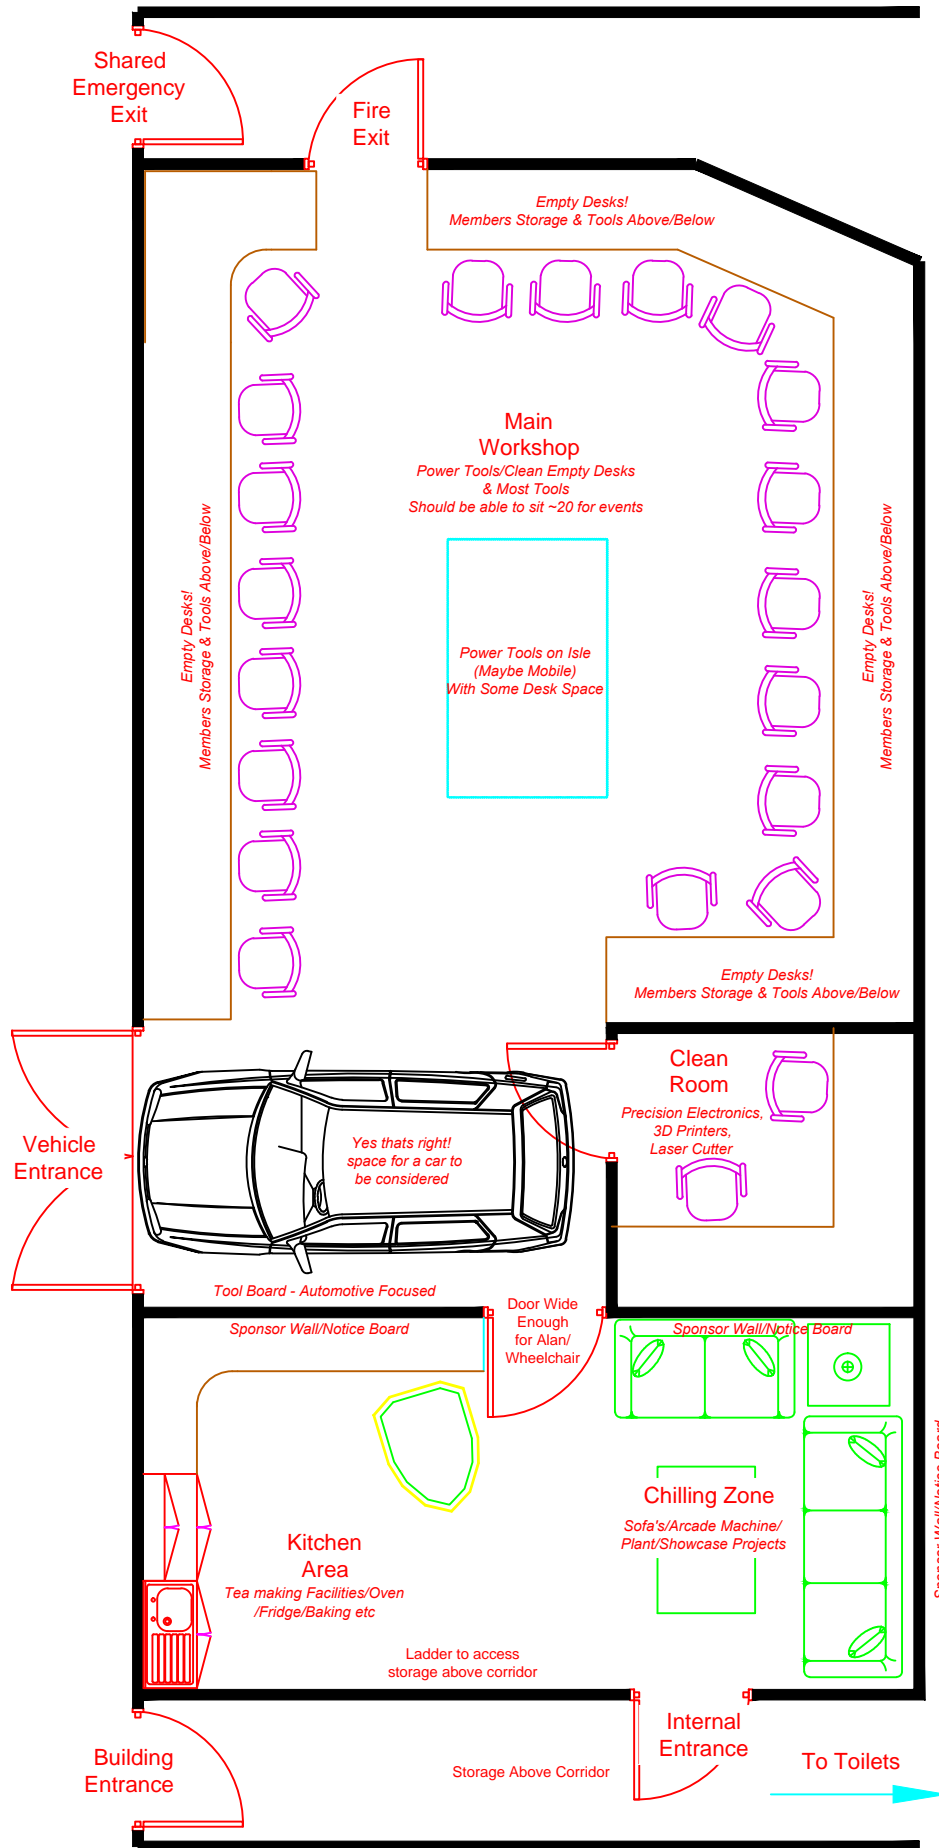 Shared
Emergency
Exit
Fire
Exit
Empty Desks!
Members Storage & Tools Above/Below
Main
Workshop
Power Tools/Clean Empty Desks
& Most Tools
Should be able to sit ~20 for events
Empty Desks!
Members Storage & Tools Above/Below
Power Tools on Isle
(Maybe Mobile)
With Some Desk Space
Empty Desks!
Members Storage & Tools Above/Below
Empty Desks!
Members Storage & Tools Above/Below
Vehicle
Entrance
Yes thats right!
space for a car to
be considered
Clean
Room
Precision Electronics,
3D Printers,
Laser Cutter
Tool Board - Automotive Focused
Door Wide
Enough
for Alan/
Wheelchair
Sponsor Wall/Notice Board
Sponsor Wall/Notice Board
Sponsor Wall/Notice Board
Chilling Zone
Sofa's/Arcade Machine/
Plant/Showcase Projects
Kitchen
Area
Tea making Facilities/Oven
/Fridge/Baking etc
Ladder to access
storage above corridor
Building
Entrance
Storage Above Corridor
Internal
Entrance
To Toilets